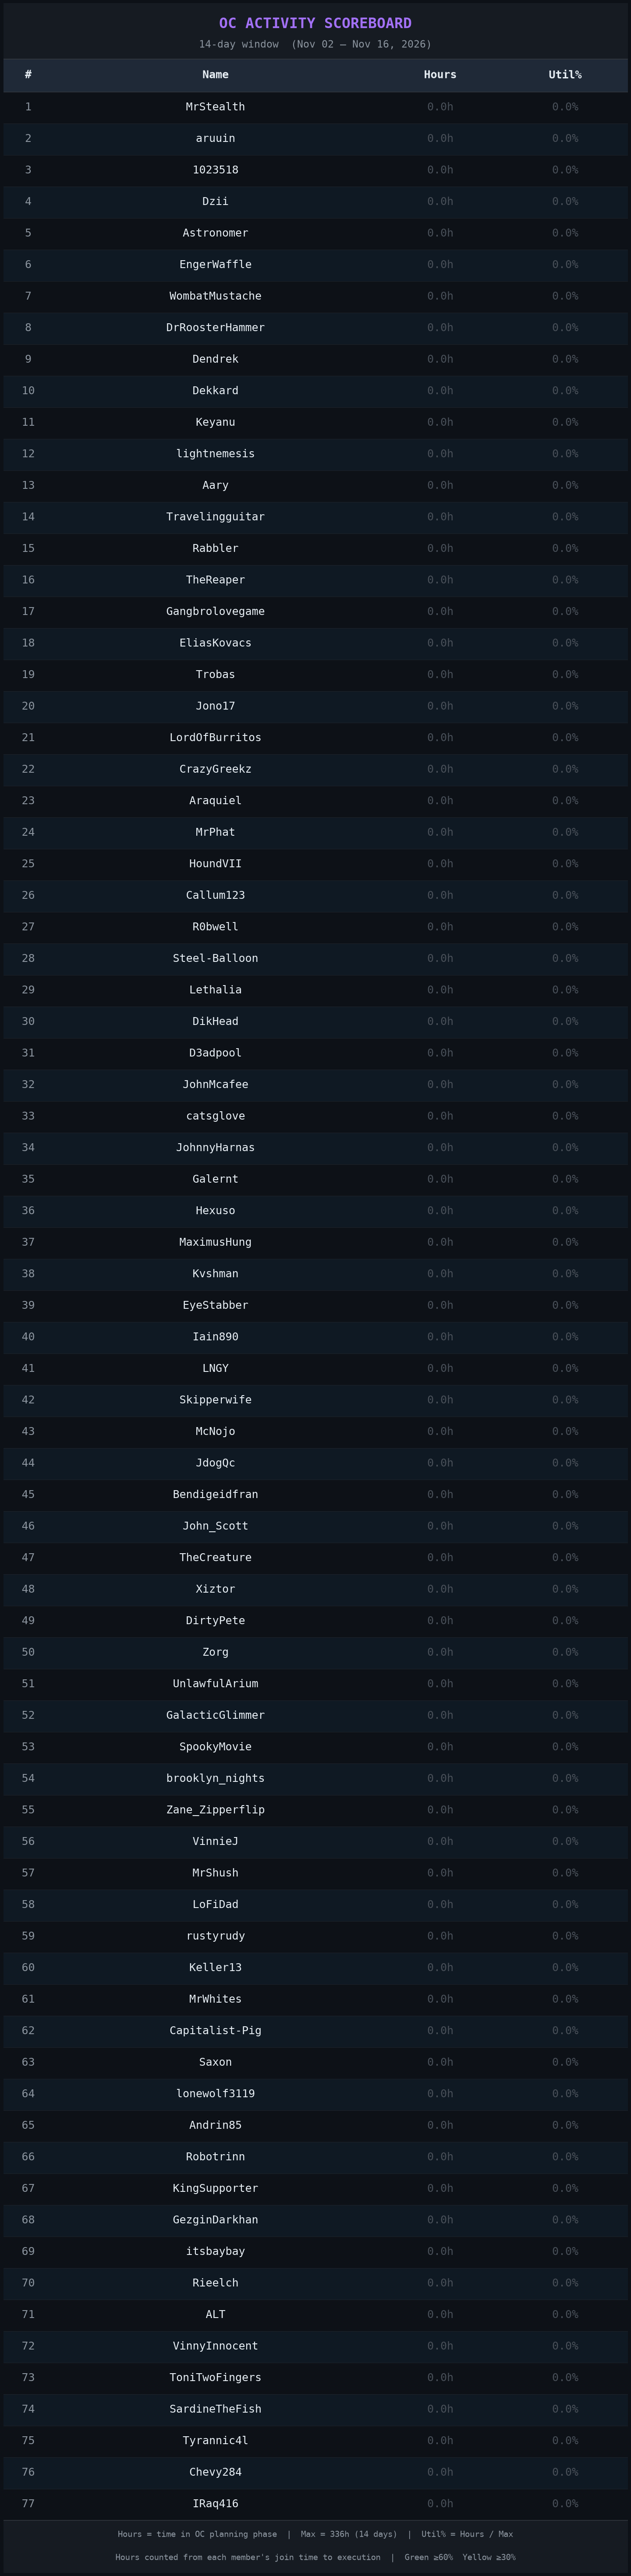 OC ACTIVITY SCOREBOARD
14-day window (Nov 02 — Nov 16, 2026)
# Name Hours Util%
1 MrStealth 0.0h 0.0%
2 aruuin 0.0h 0.0%
3 1023518 0.0h 0.0%
4 Dzii 0.0h 0.0%
5 Astronomer 0.0h 0.0%
6 EngerWaffle 0.0h 0.0%
7 WombatMustache 0.0h 0.0%
8 DrRoosterHammer 0.0h 0.0%
9 Dendrek 0.0h 0.0%
10 Dekkard 0.0h 0.0%
11 Keyanu 0.0h 0.0%
12 lightnemesis 0.0h 0.0%
13 Aary 0.0h 0.0%
14 Travelingguitar 0.0h 0.0%
15 Rabbler 0.0h 0.0%
16 TheReaper 0.0h 0.0%
17 Gangbrolovegame 0.0h 0.0%
18 EliasKovacs 0.0h 0.0%
19 Trobas 0.0h 0.0%
20 Jono17 0.0h 0.0%
21 LordOfBurritos 0.0h 0.0%
22 CrazyGreekz 0.0h 0.0%
23 Araquiel 0.0h 0.0%
24 MrPhat 0.0h 0.0%
25 HoundVII 0.0h 0.0%
26 Callum123 0.0h 0.0%
27 R0bwell 0.0h 0.0%
28 Steel-Balloon 0.0h 0.0%
29 Lethalia 0.0h 0.0%
30 DikHead 0.0h 0.0%
31 D3adpool 0.0h 0.0%
32 JohnMcafee 0.0h 0.0%
33 catsglove 0.0h 0.0%
34 JohnnyHarnas 0.0h 0.0%
35 Galernt 0.0h 0.0%
36 Hexuso 0.0h 0.0%
37 MaximusHung 0.0h 0.0%
38 Kvshman 0.0h 0.0%
39 EyeStabber 0.0h 0.0%
40 Iain890 0.0h 0.0%
41 LNGY 0.0h 0.0%
42 Skipperwife 0.0h 0.0%
43 McNojo 0.0h 0.0%
44 JdogQc 0.0h 0.0%
45 Bendigeidfran 0.0h 0.0%
46 John_Scott 0.0h 0.0%
47 TheCreature 0.0h 0.0%
48 Xiztor 0.0h 0.0%
49 DirtyPete 0.0h 0.0%
50 Zorg 0.0h 0.0%
51 UnlawfulArium 0.0h 0.0%
52 GalacticGlimmer 0.0h 0.0%
53 SpookyMovie 0.0h 0.0%
54 brooklyn_nights 0.0h 0.0%
55 Zane_Zipperflip 0.0h 0.0%
56 VinnieJ 0.0h 0.0%
57 MrShush 0.0h 0.0%
58 LoFiDad 0.0h 0.0%
59 rustyrudy 0.0h 0.0%
60 Keller13 0.0h 0.0%
61 MrWhites 0.0h 0.0%
62 Capitalist-Pig 0.0h 0.0%
63 Saxon 0.0h 0.0%
64 lonewolf3119 0.0h 0.0%
65 Andrin85 0.0h 0.0%
66 Robotrinn 0.0h 0.0%
67 KingSupporter 0.0h 0.0%
68 GezginDarkhan 0.0h 0.0%
69 itsbaybay 0.0h 0.0%
70 Rieelch 0.0h 0.0%
71 ALT 0.0h 0.0%
72 VinnyInnocent 0.0h 0.0%
73 ToniTwoFingers 0.0h 0.0%
74 SardineTheFish 0.0h 0.0%
75 Tyrannic4l 0.0h 0.0%
76 Chevy284 0.0h 0.0%
77 IRaq416 0.0h 0.0%
Hours = time in OC planning phase | Max = 336h (14 days) | Util% = Hours / Max
Hours counted from each member's join time to execution | Green ≥60% Yellow ≥30%